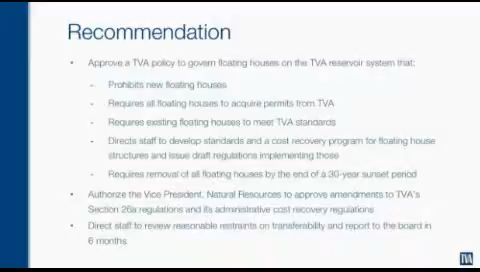 Recommendation
• Approve a TVA policy to govern floating houses on the TVA reservoir system that:
- Prohibits new floating houses
- Requires all floating houses to acquire permits from TVA
- Requires existing floating houses to meet TVA standards
- Directs staff to develop standards and a cost recovery program for floating house
structures and issue draft regulations implementing those
- Requires removal of all floating houses by the end of a 30-year sunset period
• Authorize the Vice President, Natural Resources to approve amendments to TVA's
Section 26a regulations and its administrative cost recovery regulations
• Direct staff to review reasonable restraints on transferability and report to the board in
6 months
TVA